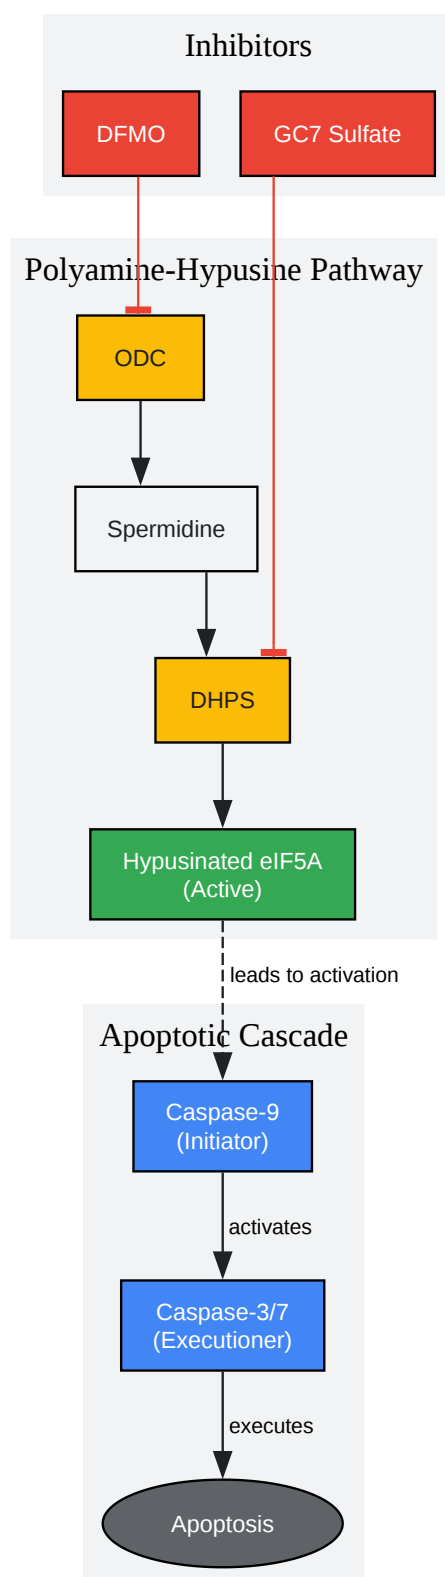 Inhibitors
DFMO
GC7 Sulfate
Polyamine-Hypusine Pathway
ODC
Spermidine
DHPS
Hypusinated eIF5A
(Active)
leads to activation
Apoptotic Cascade
Caspase-9
(Initiator)
activates
Caspase-3/7
(Executioner)
executes
Apoptosis